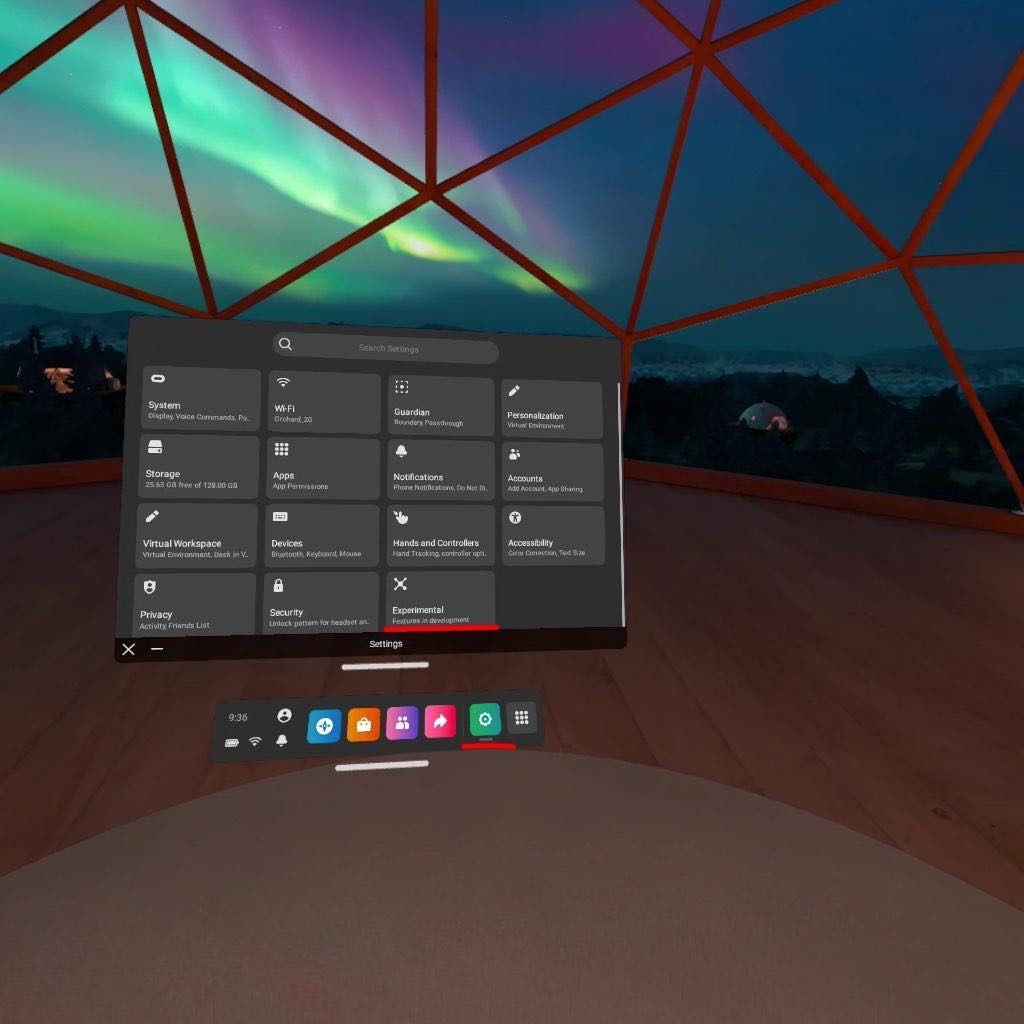 Search Settings
System
Display, Voice Commands, Po..
Wi-Fi
Orchard_2G
Guardian
Boundary, Passthrough
Personalization
Virtual Environment
Storage
25.65 GB free of 128.00 GB
Apps
App Permissions
Notifications
Phone Notifications, Do Not Di..
Accounts
Add Account, App Sharing
Virtual Workspace
Virtual Environment, Desk in V..
Devices
Bluetooth, Keyboard, Mouse
Hands and Controllers
Hand Tracking, controller opti..
Accessibility
Color Correction, Text Size
Privacy
Activity, Friends List
Security
Unlock pattern for headset an..
Experimental
Features in development
Settings
9:36